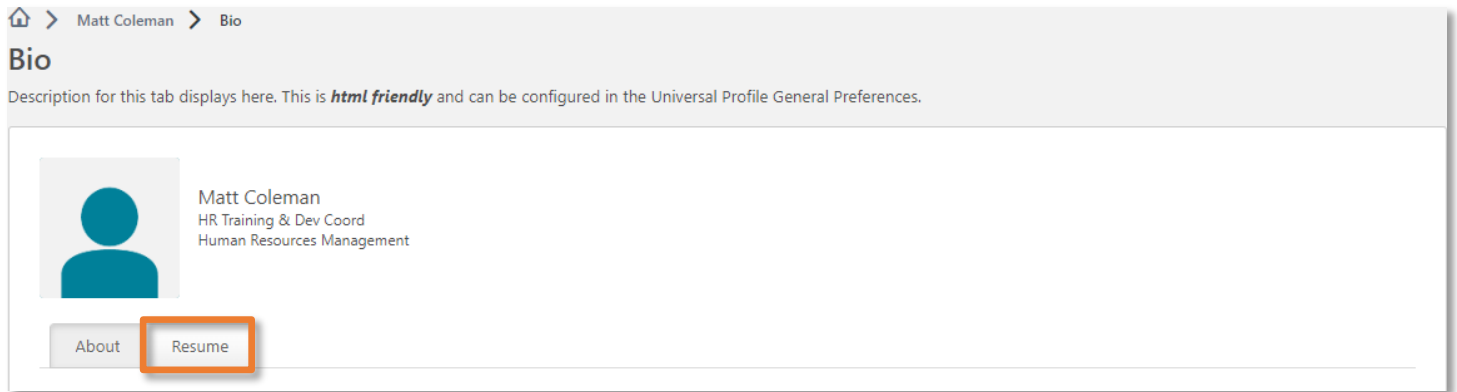 Matt Coleman Bio
Bio
Description for this tab displays here. This is html friendly and can be configured in the Universal Profile General Preferences.
Matt Coleman
HR Training & Dev Coord
Human Resources Management
About Resume